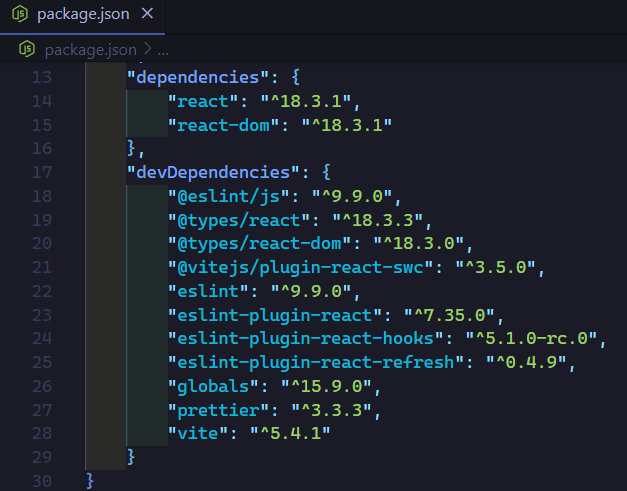 package.json
package.json > ...
13 "dependencies": {
14 "react": "^18.3.1",
15 "react-dom": "^18.3.1"
16 },
17 "devDependencies": {
18 "@eslint/js": "^9.9.0",
19 "@types/react": "^18.3.3",
20 "@types/react-dom": "^18.3.0",
21 "@vitejs/plugin-react-swc": "^3.5.0",
22 "eslint": "^9.9.0",
23 "eslint-plugin-react": "^7.35.0",
24 "eslint-plugin-react-hooks": "^5.1.0-rc.0",
25 "eslint-plugin-react-refresh": "^0.4.9",
26 "globals": "^15.9.0",
27 "prettier": "^3.3.3",
28 "vite": "^5.4.1"
29 }
30 }